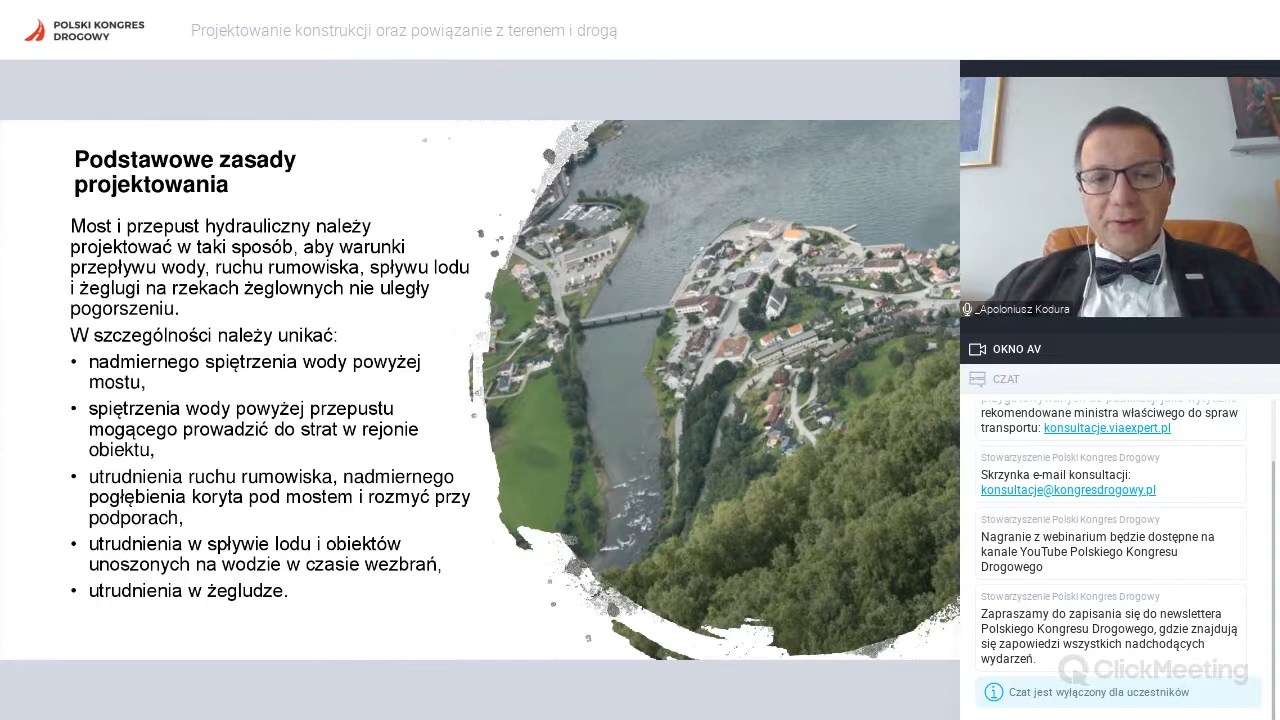 POLSKI KONGRES
DROGOWY
Projektowanie konstrukcji oraz powiązanie z terenem i drogą
Podstawowe zasady
projektowania
Most i przepust hydrauliczny należy
projektować w taki sposób, aby warunki
przepływu wody, ruchu rumowiska, spływu lodu
i żeglugi na rzekach żeglownych nie uległy
pogorszeniu.
W szczególności należy unikać:
• nadmiernego spiętrzenia wody powyżej
mostu,
• spiętrzenia wody powyżej przepustu
mogącego prowadzić do strat w rejonie
obiektu,
• utrudnienia ruchu rumowiska, nadmiernego
pogłębienia koryta pod mostem i rozmyć przy
podporach,
• utrudnienia w spływie lodu i obiektów
unoszonych na wodzie w czasie wezbrań,
• utrudnienia w żegludze.
_Apoloniusz Kodura
OKNO AV
CZAT
rekomendowane ministra właściwego do spraw
transportu: konsultacje.viaexpert.pl
Stowarzyszenie Polski Kongres Drogowy
Skrzynka e-mail konsultacji:
konsultacje@kongresdrogowy.pl
Stowarzyszenie Polski Kongres Drogowy
Nagranie z webinarium będzie dostępne na
kanale YouTube Polskiego Kongresu
Drogowego
Stowarzyszenie Polski Kongres Drogowy
Zapraszamy do zapisania się do newslettera
Polskiego Kongresu Drogowego, gdzie znajdują
się zapowiedzi wszystkich nadchodzących
wydarzeń.
ClickMeeting
Czat jest wyłączony dla uczestników